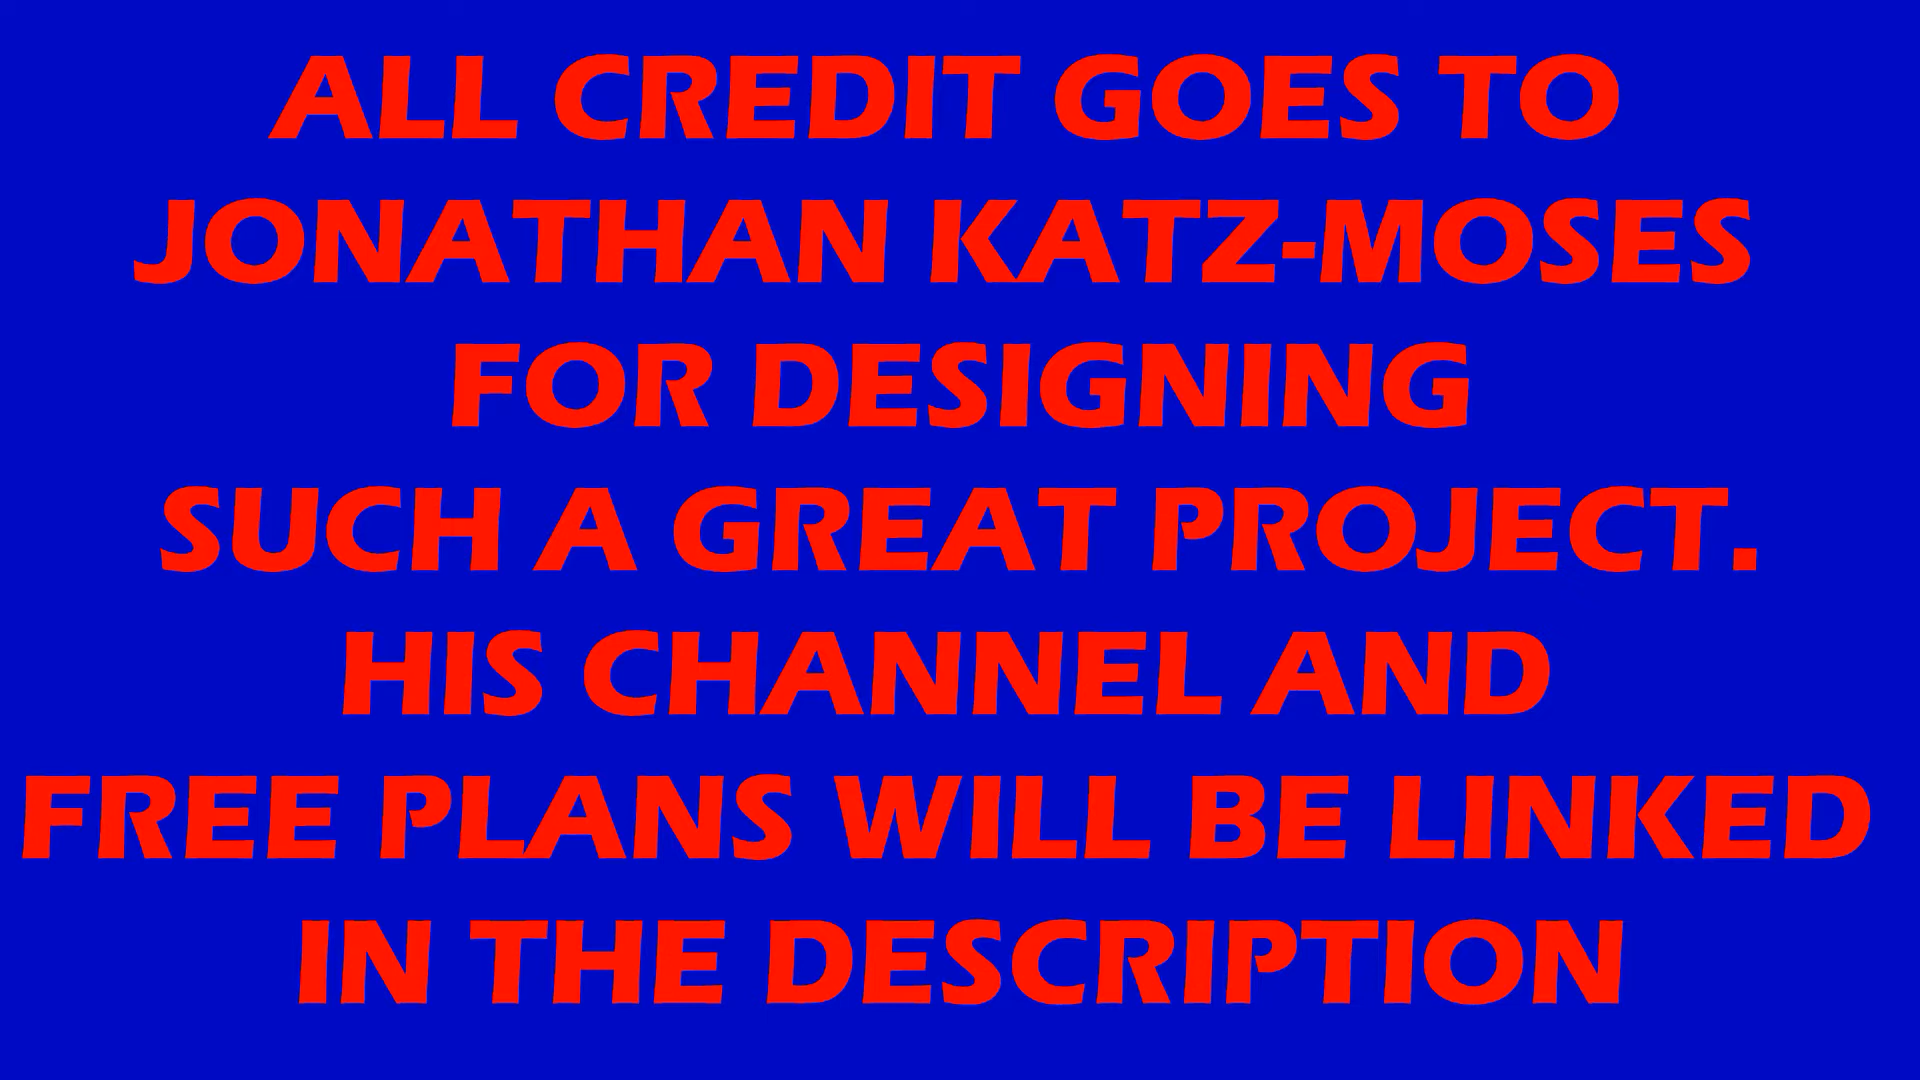 ALL CREDIT GOES TO
JONATHAN KATZ-MOSES
FOR DESIGNING
SUCH A GREAT PROJECT.
HIS CHANNEL AND
FREE PLANS WILL BE LINKED
IN THE DESCRIPTION